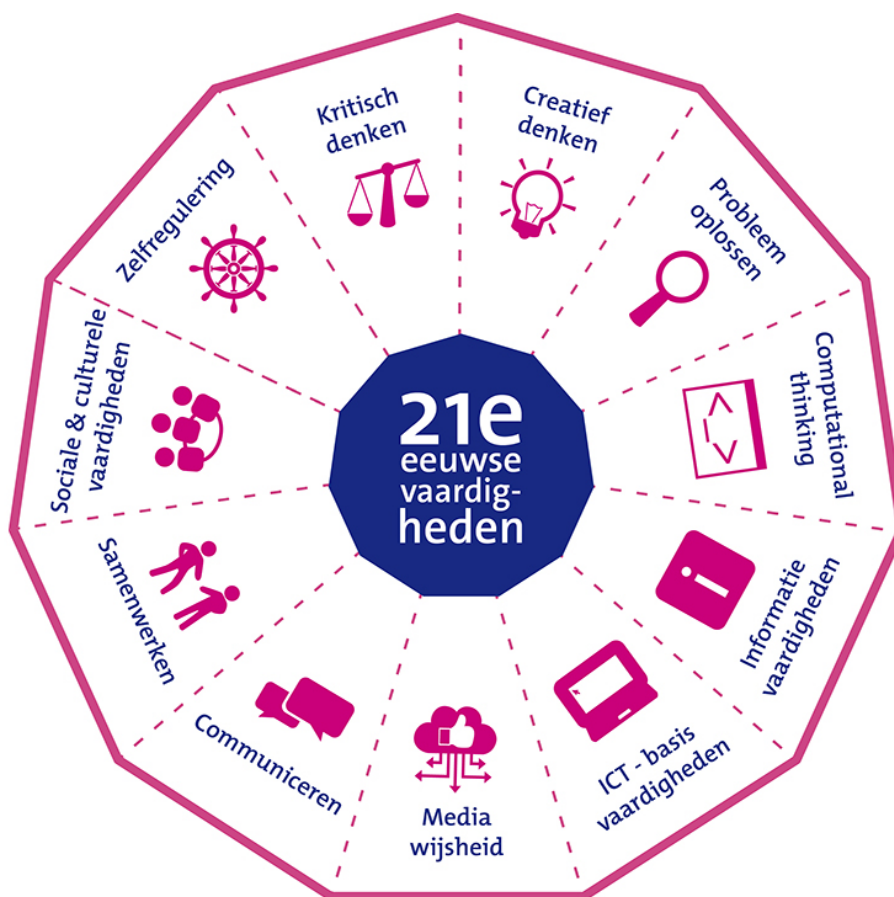 21e
eeuwse
vaardig-
heden
Kritisch
denken
Creatief
denken
Probleem
oplossen
Computational
thinking
Informatie
vaardigheden
ICT - basis
vaardigheden
Media
wijsheid
Communiceren
Samenwerken
Sociale & culturele
vaardigheden
Zelfregulering